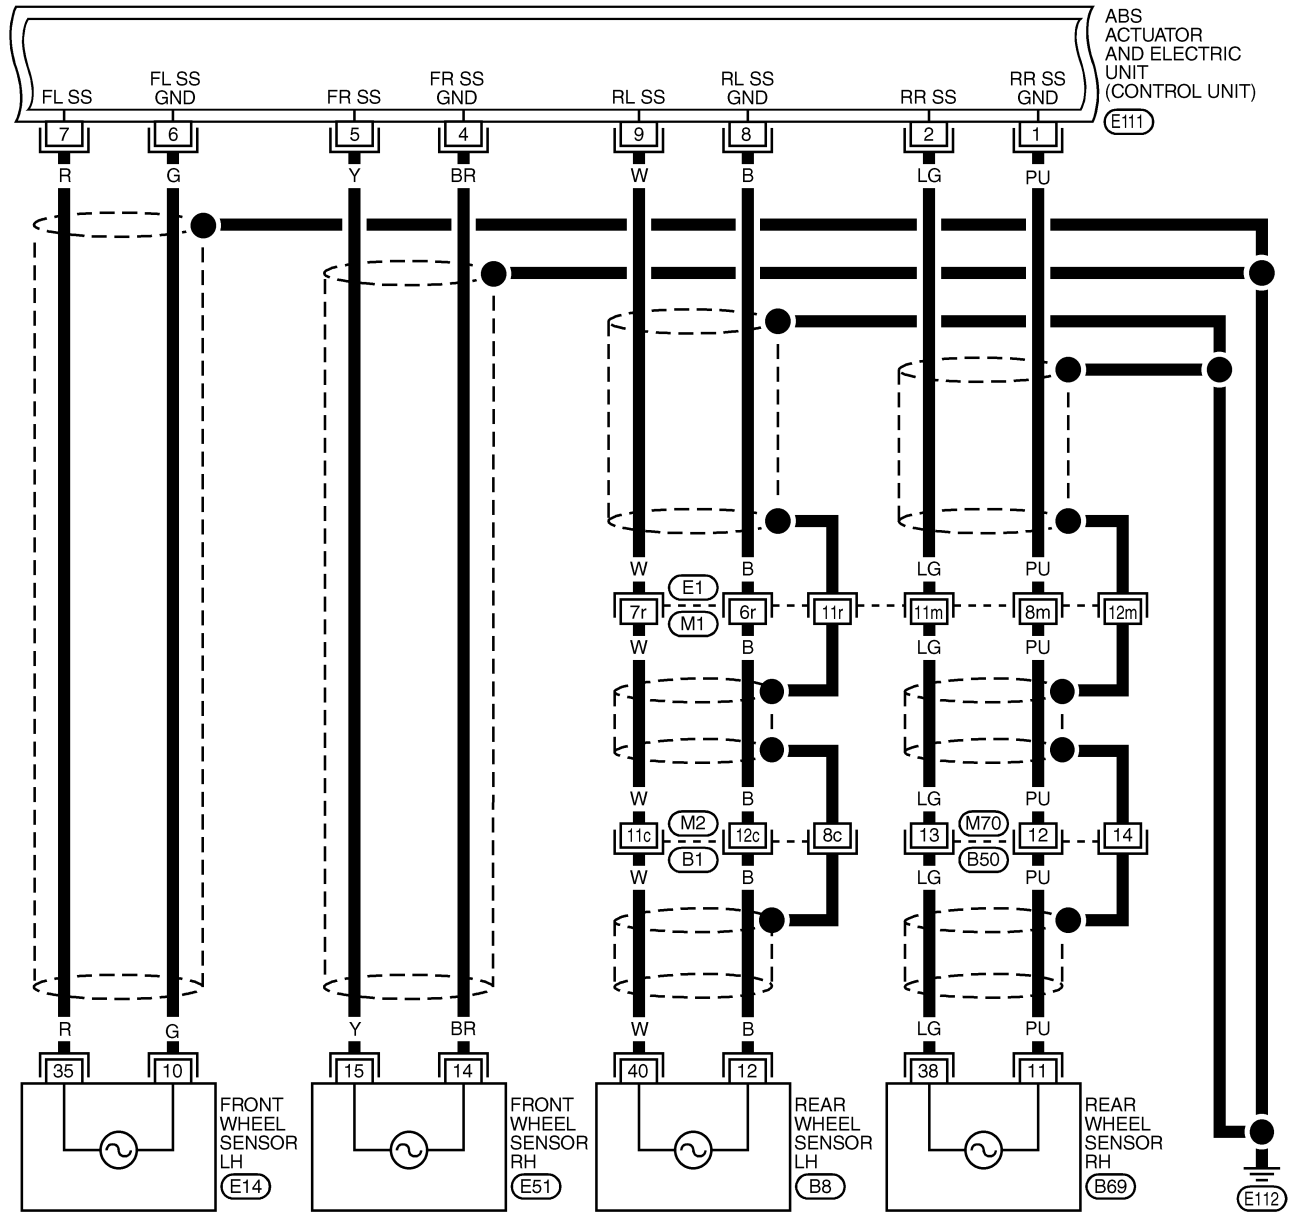 ABS
ACTUATOR
AND ELECTRIC
UNIT
(CONTROL UNIT)
E111
FL SS
FL SS
GND
FR SS
FR SS
GND
RL SS
RL SS
GND
RR SS
RR SS
GND
7 6 5 4 9 8 2 1
R G Y BR W B LG PU
W B LG PU
E1
7r 6r 11r 11m 8m 12m
M1
W B LG PU
W B LG PU
M2 M70
11c 12c 8c 13 12 14
B1 B50
W B LG PU
R G Y BR W B LG PU
35 10 15 14 40 12 38 11
FRONT
WHEEL
SENSOR
LH
E14
FRONT
WHEEL
SENSOR
RH
E51
REAR
WHEEL
SENSOR
LH
B8
REAR
WHEEL
SENSOR
RH
B69
E112